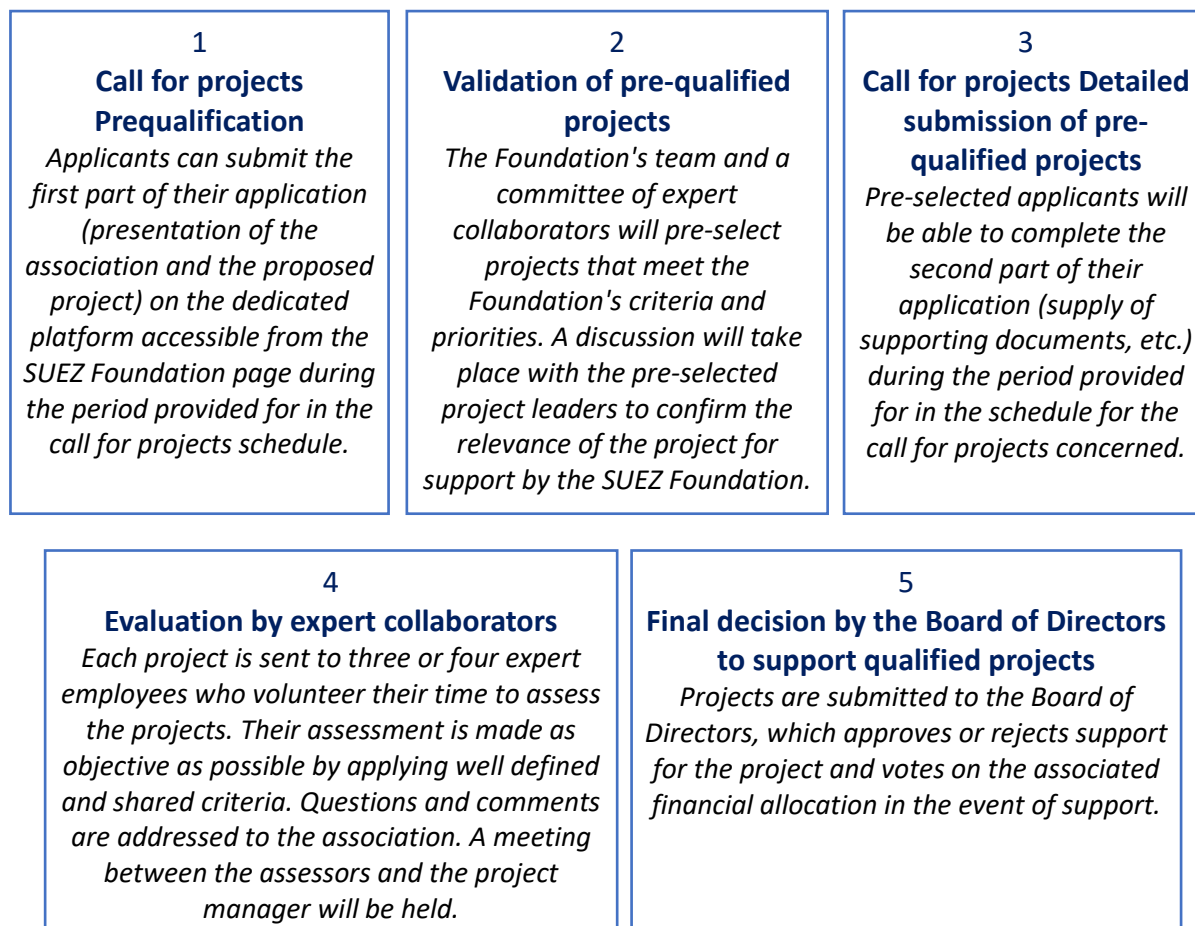 1
Call for projects
Prequalification
Applicants can submit the
first part of their application
(presentation of the
association and the proposed
project) on the dedicated
platform accessible from the
SUEZ Foundation page during
the period provided for in the
call for projects schedule.
2
Validation of pre-qualified
projects
The Foundation's team and a
committee of expert
collaborators will pre-select
projects that meet the
Foundation's criteria and
priorities. A discussion will take
place with the pre-selected
project leaders to confirm the
relevance of the project for
support by the SUEZ Foundation.
3
Call for projects Detailed
submission of pre-
qualified projects
Pre-selected applicants will
be able to complete the
second part of their
application (supply of
supporting documents, etc.)
during the period provided
for in the schedule for the
call for projects concerned.
4
Evaluation by expert collaborators
Each project is sent to three or four expert
employees who volunteer their time to assess
the projects. Their assessment is made as
objective as possible by applying well defined
and shared criteria. Questions and comments
are addressed to the association. A meeting
between the assessors and the project
manager will be held.
5
Final decision by the Board of Directors
to support qualified projects
Projects are submitted to the Board of
Directors, which approves or rejects support
for the project and votes on the associated
financial allocation in the event of support.